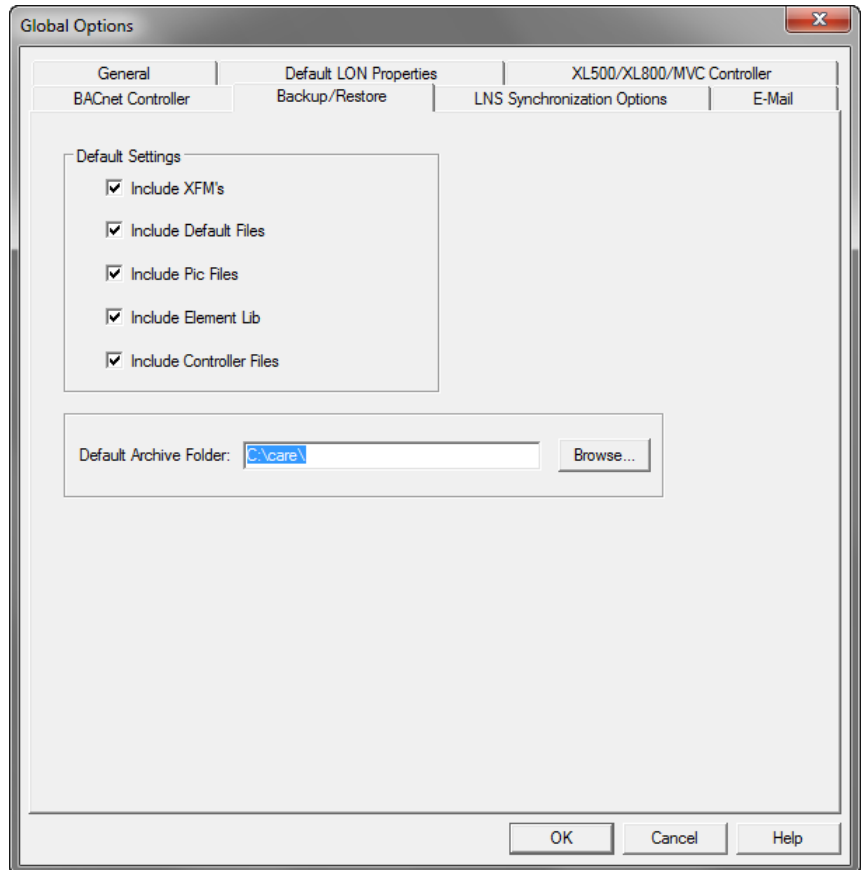 Global Options
General Default LON Properties XL500/XL800/MVC Controller
BACnet Controller Backup/Restore LNS Synchronization Options E-Mail
Default Settings
Include XFM's
Include Default Files
Include Pic Files
Include Element Lib
Include Controller Files
Default Archive Folder: C:\care\ Browse...
OK Cancel Help